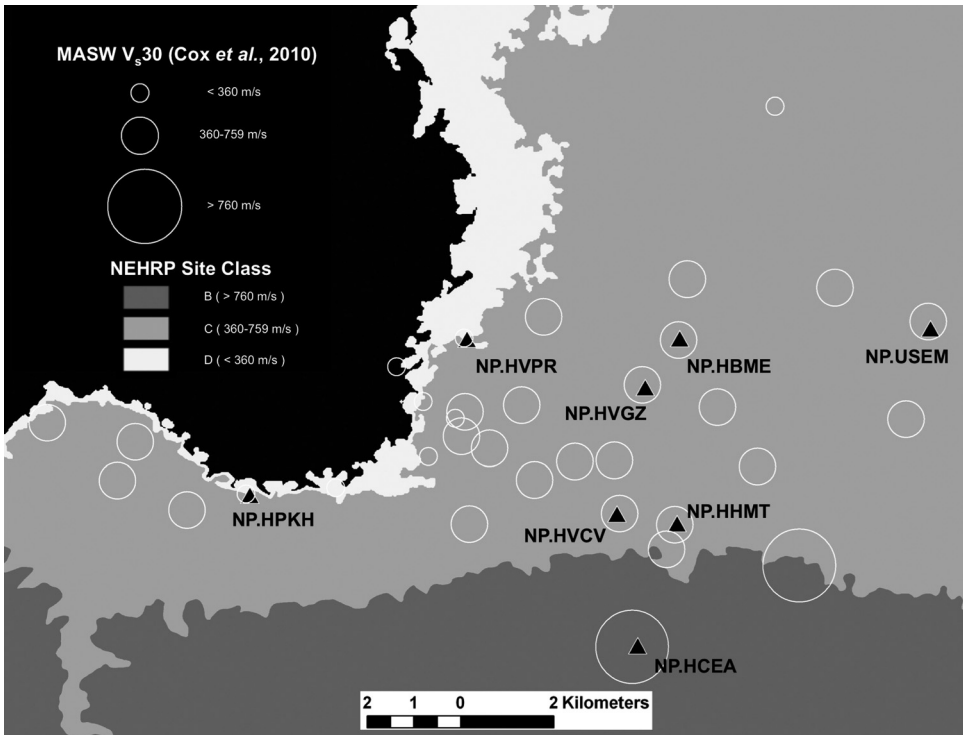 MASW Vs30 (Cox et al., 2010)
< 360 m/s
360-759 m/s
> 760 m/s
NEHRP Site Class
B ( > 760 m/s )
C ( 360-759 m/s )
D ( < 360 m/s )
NP.HVPR
NP.HBME
NP.USEM
NP.HVGZ
NP.HPKH
NP.HVCV
NP.HHMT
NP.HCEA
2 1 0 2 Kilometers